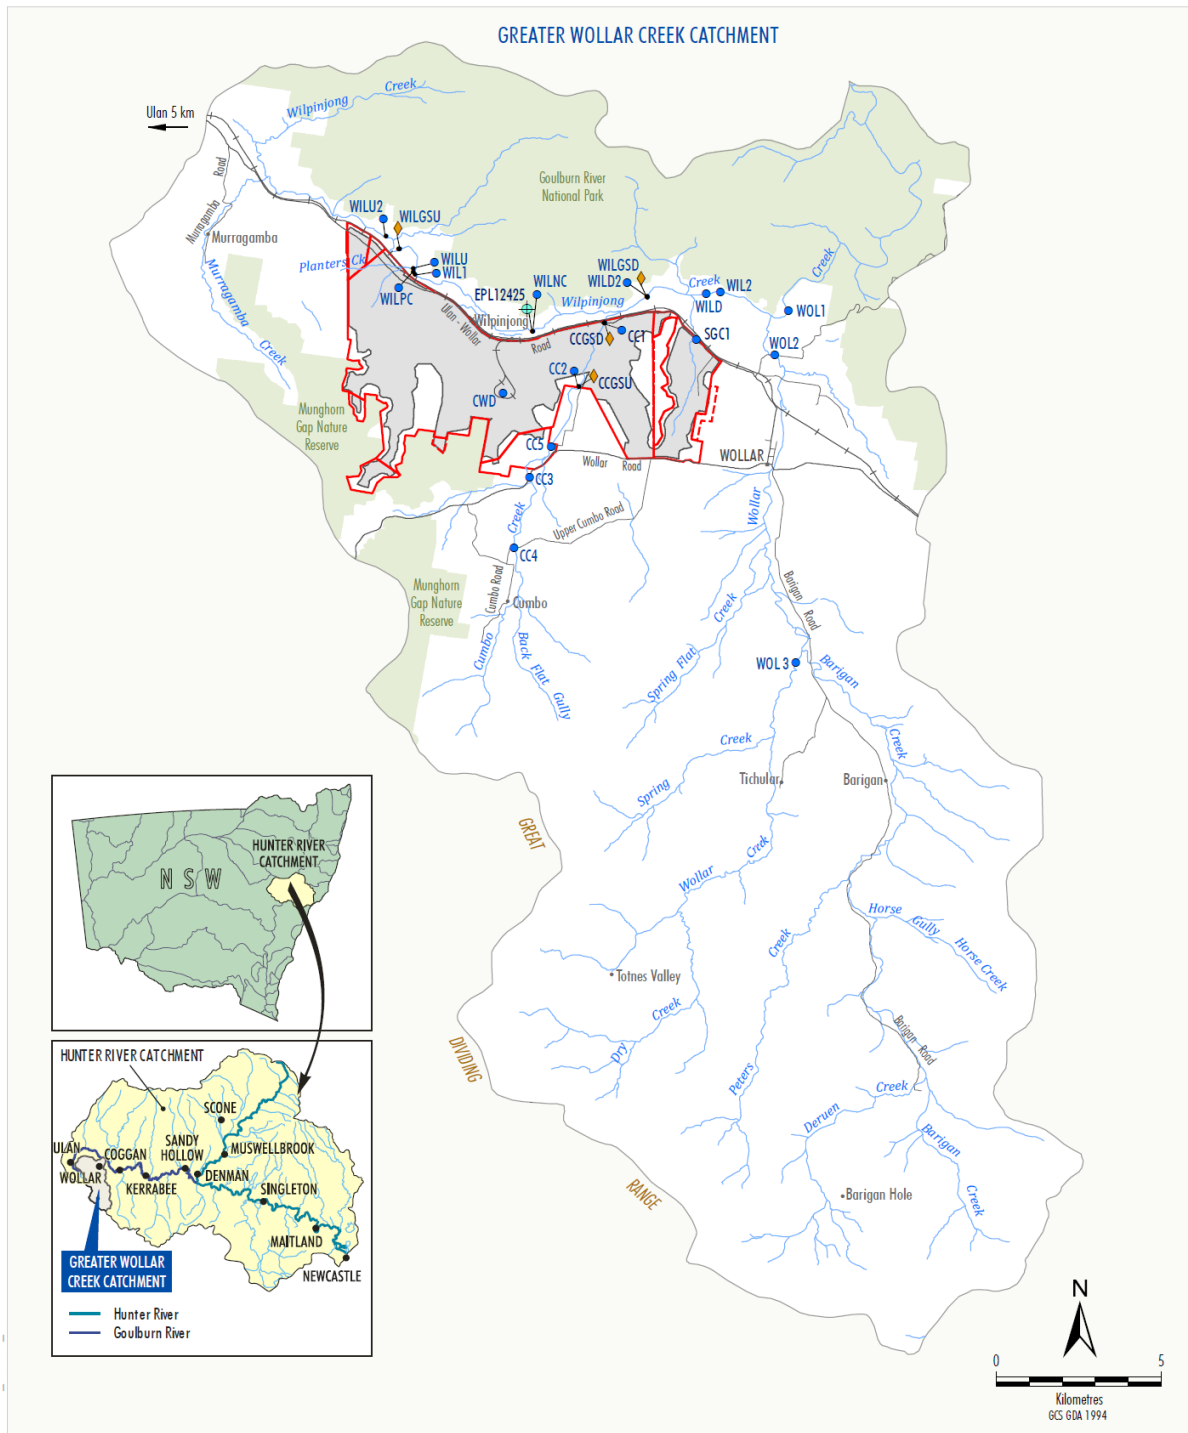 GREATER WOLLAR CREEK CATCHMENT
Ulan 5 km
Wilpinjong
Creek
Goulburn River
National Park
Murragamba
Road
Murragamba
Murragamba
Creek
WILU2
WILGSU
Planters Ck
WILU
WIL1
WILPC
EPL12425
WILNC
Wilpinjong
Ulan - Wollar
Road
Wilpinjong
Creek
WILGSD
WILD2
WILD
WIL2
WOL1
Creek
WOL2
SGC1
CC1
CCGSD
CC2
CCGSU
CWD
Munghorn
Gap Nature
Reserve
CC5
Wollar Road
WOLLAR
CC3
Creek
Upper Cumbo Road
Wollar
CC4
Munghorn
Gap Nature
Reserve
Cumbo Road
Cumbo
Cumbo
Back Flat Gully
Spring Flat
Creek
Barigan
Road
WOL 3
Barigan
Creek
Spring
Creek
Tichular
Barigan
GREAT
Wollar
Creek
Horse Gully
Horse Creek
Creek
Totnes Valley
Dry
Creek
Peters
DIVIDING
RANGE
Barigan Road
Creek
Deruen
Barigan
Creek
Barigan Hole
N S W
HUNTER RIVER
CATCHMENT
HUNTER RIVER CATCHMENT
SCONE
SANDY
HOLLOW
MUSWELLBROOK
ULAN
COGGAN
WOLLAR
KERRABEE
DENMAN
SINGLETON
MAITLAND
NEWCASTLE
GREATER WOLLAR
CREEK CATCHMENT
Hunter River
Goulburn River
N
0 5
Kilometres
GCS GDA 1994